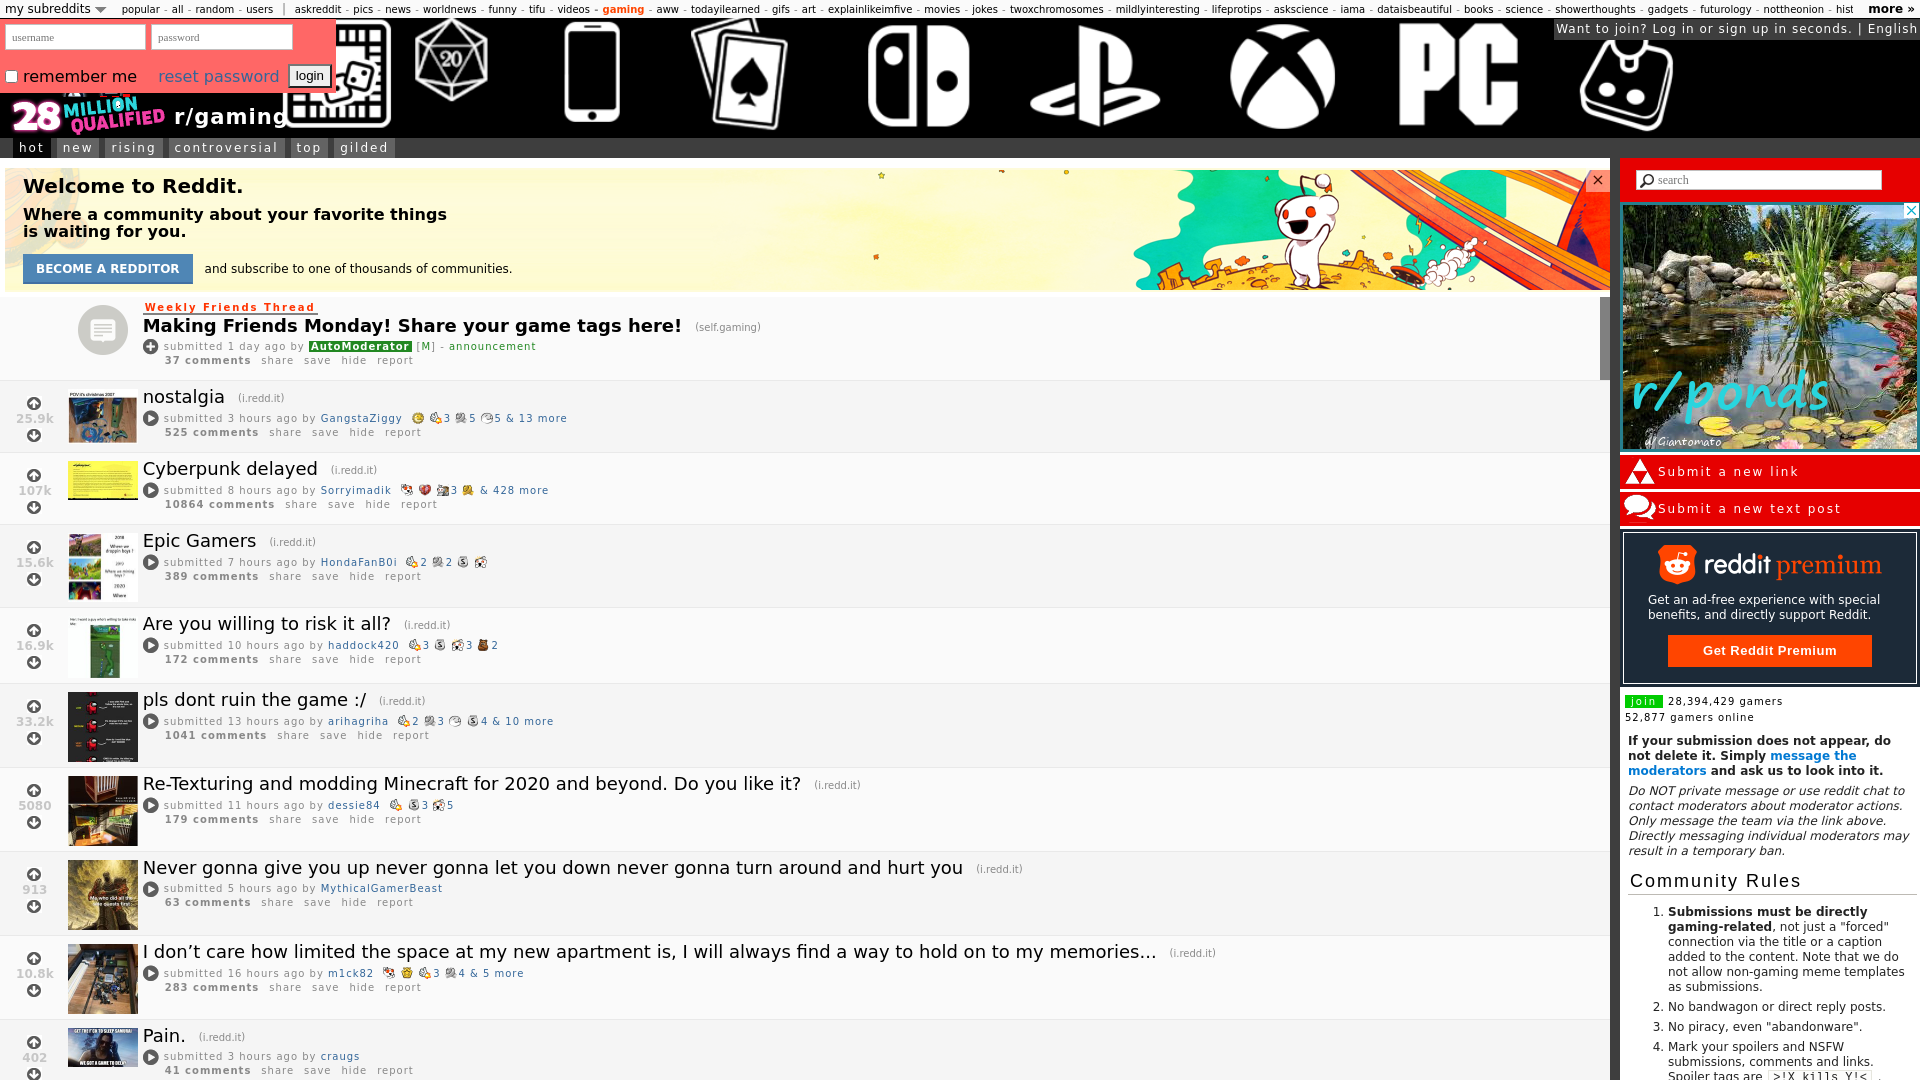 my subreddits popular - all - random - users | askreddit - pics - news - worldnews - funny - tifu - videos - gaming - aww - todayilearned - gifs - art - explainlikeimfive - movies - jokes - twoxchromosomes - mildlyinteresting - lifeprotips - askscience - iama - dataisbeautiful - books - science - showerthoughts - gadgets - futurology - nottheonion - hist more »
username password
Want to join? Log in or sign up in seconds. | English
remember me reset password login
20
PC
28 MILLION QUALIFIED r/gaming
hot new rising controversial top gilded
Welcome to Reddit.
Where a community about your favorite things
is waiting for you.
BECOME A REDDITOR and subscribe to one of thousands of communities.
Weekly Friends Thread
Making Friends Monday! Share your game tags here! (self.gaming)
submitted 1 day ago by AutoModerator [M] - announcement
37 comments share save hide report
nostalgia (i.redd.it)
25.9k
submitted 3 hours ago by GangstaZiggy 3 5 5 & 13 more
525 comments share save hide report
Cyberpunk delayed (i.redd.it)
107k
submitted 8 hours ago by Sorryimadik 3 & 428 more
10864 comments share save hide report
Epic Gamers (i.redd.it)
15.6k
submitted 7 hours ago by HondaFanB0i 2 2
389 comments share save hide report
2018
2019
2020
Where
Are you willing to risk it all? (i.redd.it)
16.9k
submitted 10 hours ago by haddock420 3 3 2
172 comments share save hide report
pls dont ruin the game :/ (i.redd.it)
33.2k
submitted 13 hours ago by arihagriha 2 3 4 & 10 more
1041 comments share save hide report
Re-Texturing and modding Minecraft for 2020 and beyond. Do you like it? (i.redd.it)
5080
submitted 11 hours ago by dessie84 3 5
179 comments share save hide report
Never gonna give you up never gonna let you down never gonna turn around and hurt you (i.redd.it)
913
submitted 5 hours ago by MythicalGamerBeast
63 comments share save hide report
I don’t care how limited the space at my new apartment is, I will always find a way to hold on to my memories... (i.redd.it)
10.8k
submitted 16 hours ago by m1ck82 3 4 & 5 more
283 comments share save hide report
Pain. (i.redd.it)
402
submitted 3 hours ago by craugs
41 comments share save hide report
search
r/ponds
u/Giantomato
Submit a new link
Submit a new text post
reddit premium
Get an ad-free experience with special
benefits, and directly support Reddit.
Get Reddit Premium
join 28,394,429 gamers
52,877 gamers online
If your submission does not appear, do
not delete it. Simply message the
moderators and ask us to look into it.
Do NOT private message or use reddit chat to
contact moderators about moderator actions.
Only message the team via the link above.
Directly messaging individual moderators may
result in a temporary ban.
Community Rules
1. Submissions must be directly
gaming-related, not just a "forced"
connection via the title or a caption
added to the content. Note that we do
not allow non-gaming meme templates
as submissions.
2. No bandwagon or direct reply posts.
3. No piracy, even "abandonware".
4. Mark your spoilers and NSFW
submissions, comments and links.
Spoiler tags are >!X kills Y!< .